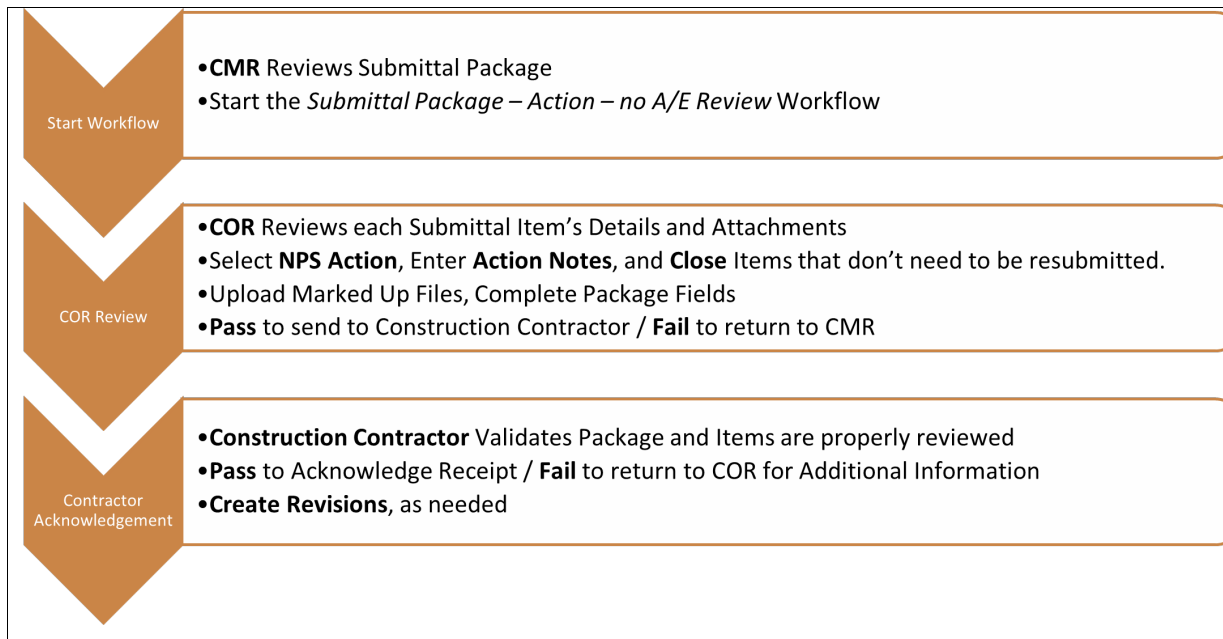 Start Workflow
•CMR Reviews Submittal Package
•Start the Submittal Package – Action – no A/E Review Workflow
COR Review
•COR Reviews each Submittal Item’s Details and Attachments
•Select NPS Action, Enter Action Notes, and Close Items that don’t need to be resubmitted.
•Upload Marked Up Files, Complete Package Fields
•Pass to send to Construction Contractor / Fail to return to CMR
Contractor
Acknowledgement
•Construction Contractor Validates Package and Items are properly reviewed
•Pass to Acknowledge Receipt / Fail to return to COR for Additional Information
•Create Revisions, as needed